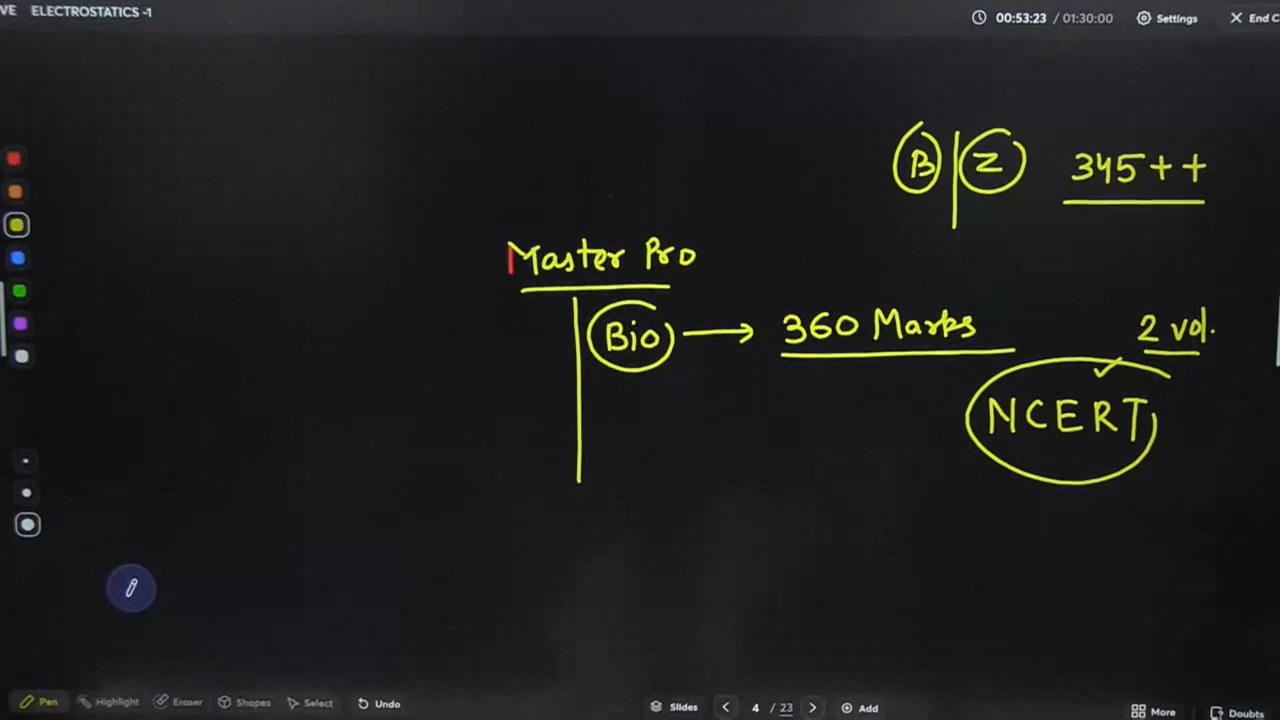 VE ELECTROSTATICS -1
00:53:23 / 01:30:00 Settings End C
B Z 345++
Master Pro
Bio → 360 Marks 2 vol.
NCERT
Pen Highlight Eraser Shapes Select Undo Slides 4 / 23 Add More Doubts